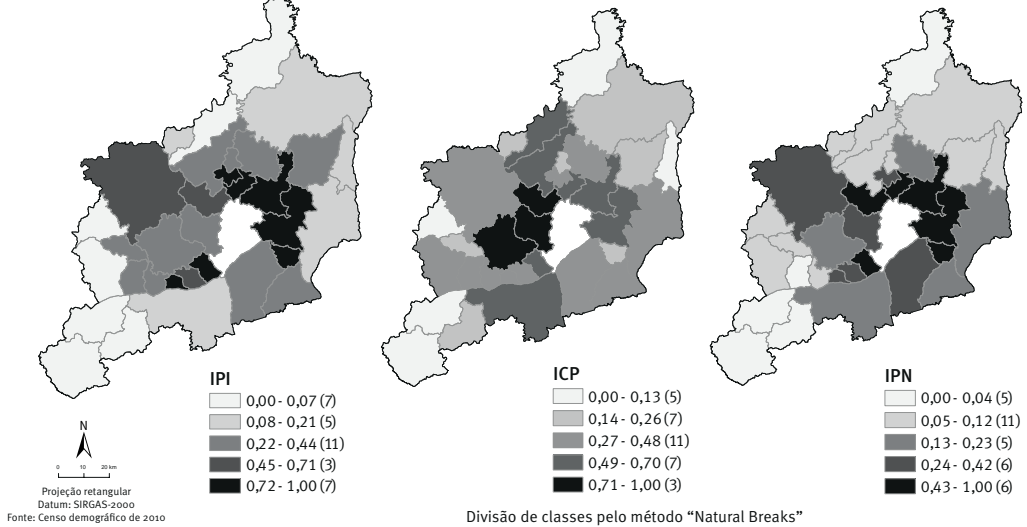 IPI
0,00 - 0,07 (7)
0,08 - 0,21 (5)
0,22 - 0,44 (11)
0,45 - 0,71 (3)
0,72 - 1,00 (7)
ICP
0,00 - 0,13 (5)
0,14 - 0,26 (7)
0,27 - 0,48 (11)
0,49 - 0,70 (7)
0,71 - 1,00 (3)
IPN
0,00 - 0,04 (5)
0,05 - 0,12 (11)
0,13 - 0,23 (5)
0,24 - 0,42 (6)
0,43 - 1,00 (6)
N
0 10 20 km
Projeção retangular
Datum: SIRGAS-2000
Fonte: Censo demográfico de 2010
Divisão de classes pelo método “Natural Breaks”